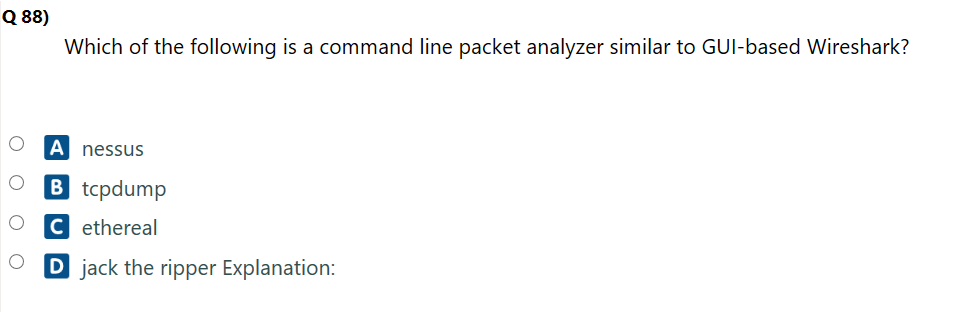 Q 88)
Which of the following is a command line packet analyzer similar to GUI-based Wireshark?
A nessus
B tcpdump
C ethereal
D jack the ripper Explanation: